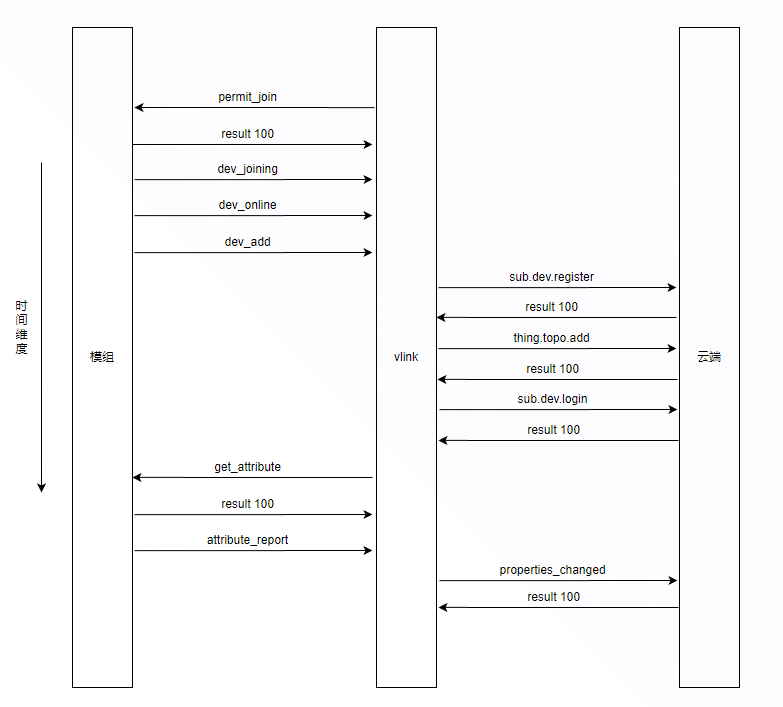 permit_join
result 100
dev_joining
dev_online
dev_add
sub.dev.register
result 100
thing.topo.add
result 100
sub.dev.login
result 100
时间维度
模组
vlink
云端
get_attribute
result 100
attribute_report
properties_changed
result 100